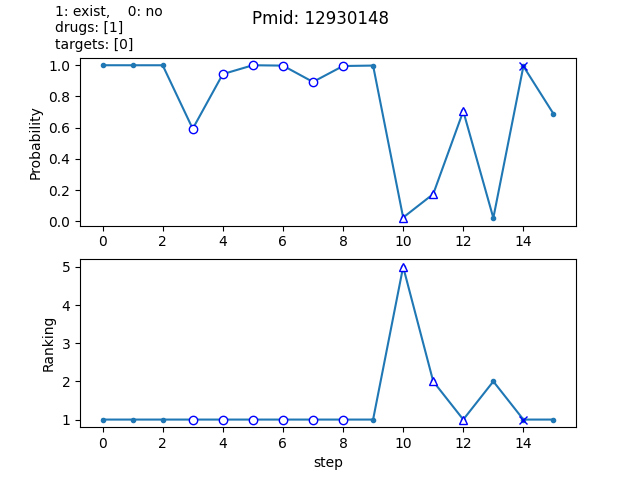 1: exist,    0: no
drugs: [1]
targets: [0]
Pmid: 12930148
Probability
1.0
0.8
0.6
0.4
0.2
0.0
0 2 4 6 8 10 12 14
Ranking
5
4
3
2
1
0 2 4 6 8 10 12 14
step